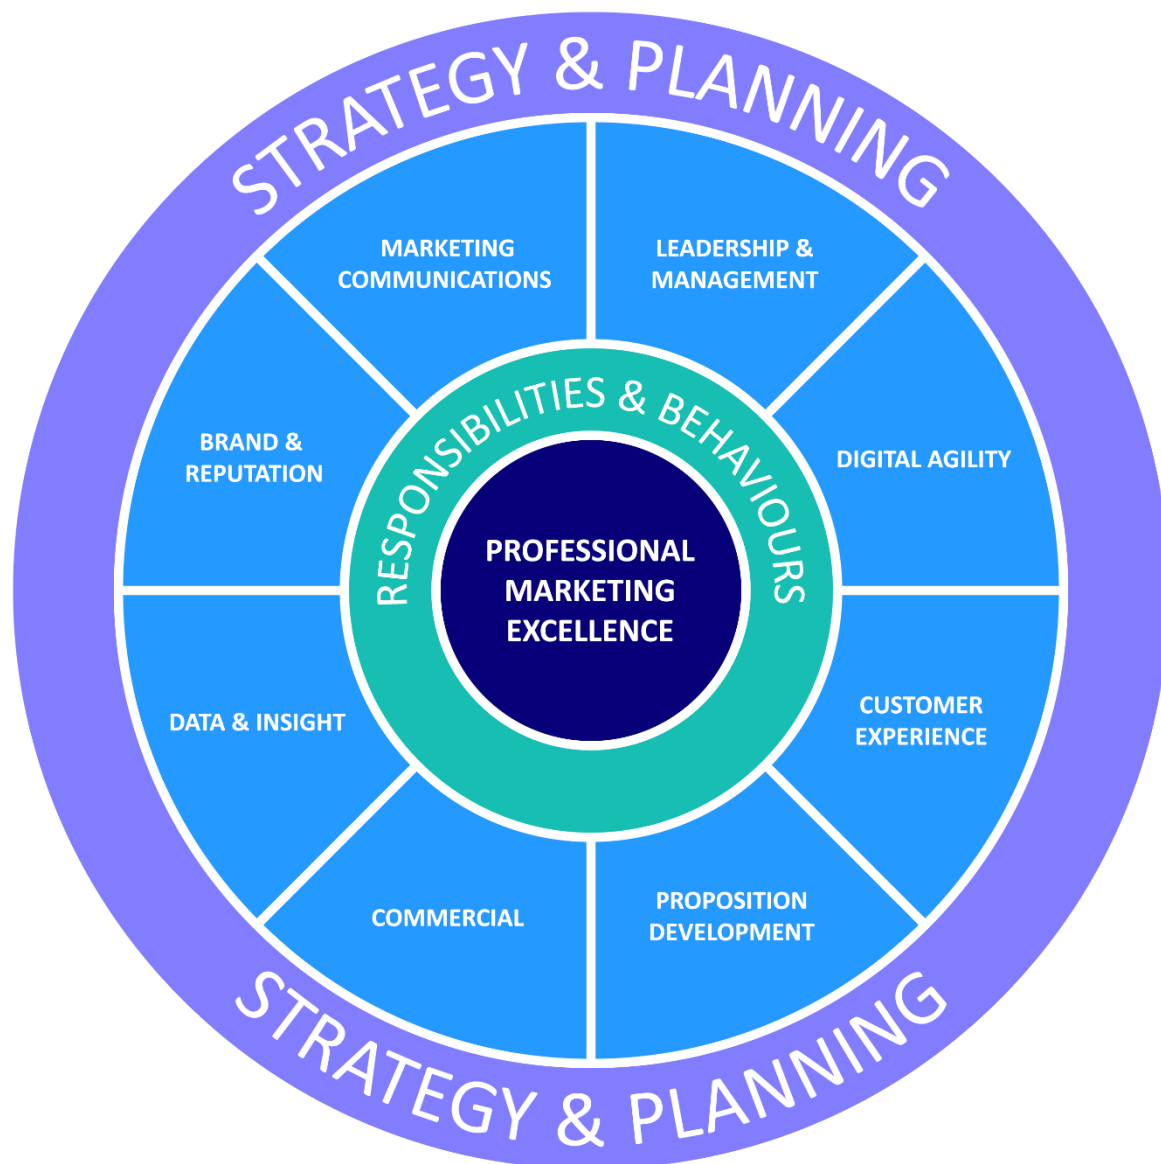 STRATEGY & PLANNING
MARKETING
COMMUNICATIONS
LEADERSHIP &
MANAGEMENT
DIGITAL AGILITY
CUSTOMER
EXPERIENCE
PROPOSITION
DEVELOPMENT
COMMERCIAL
DATA & INSIGHT
BRAND &
REPUTATION
RESPONSIBILITIES & BEHAVIOURS
PROFESSIONAL
MARKETING
EXCELLENCE
STRATEGY & PLANNING